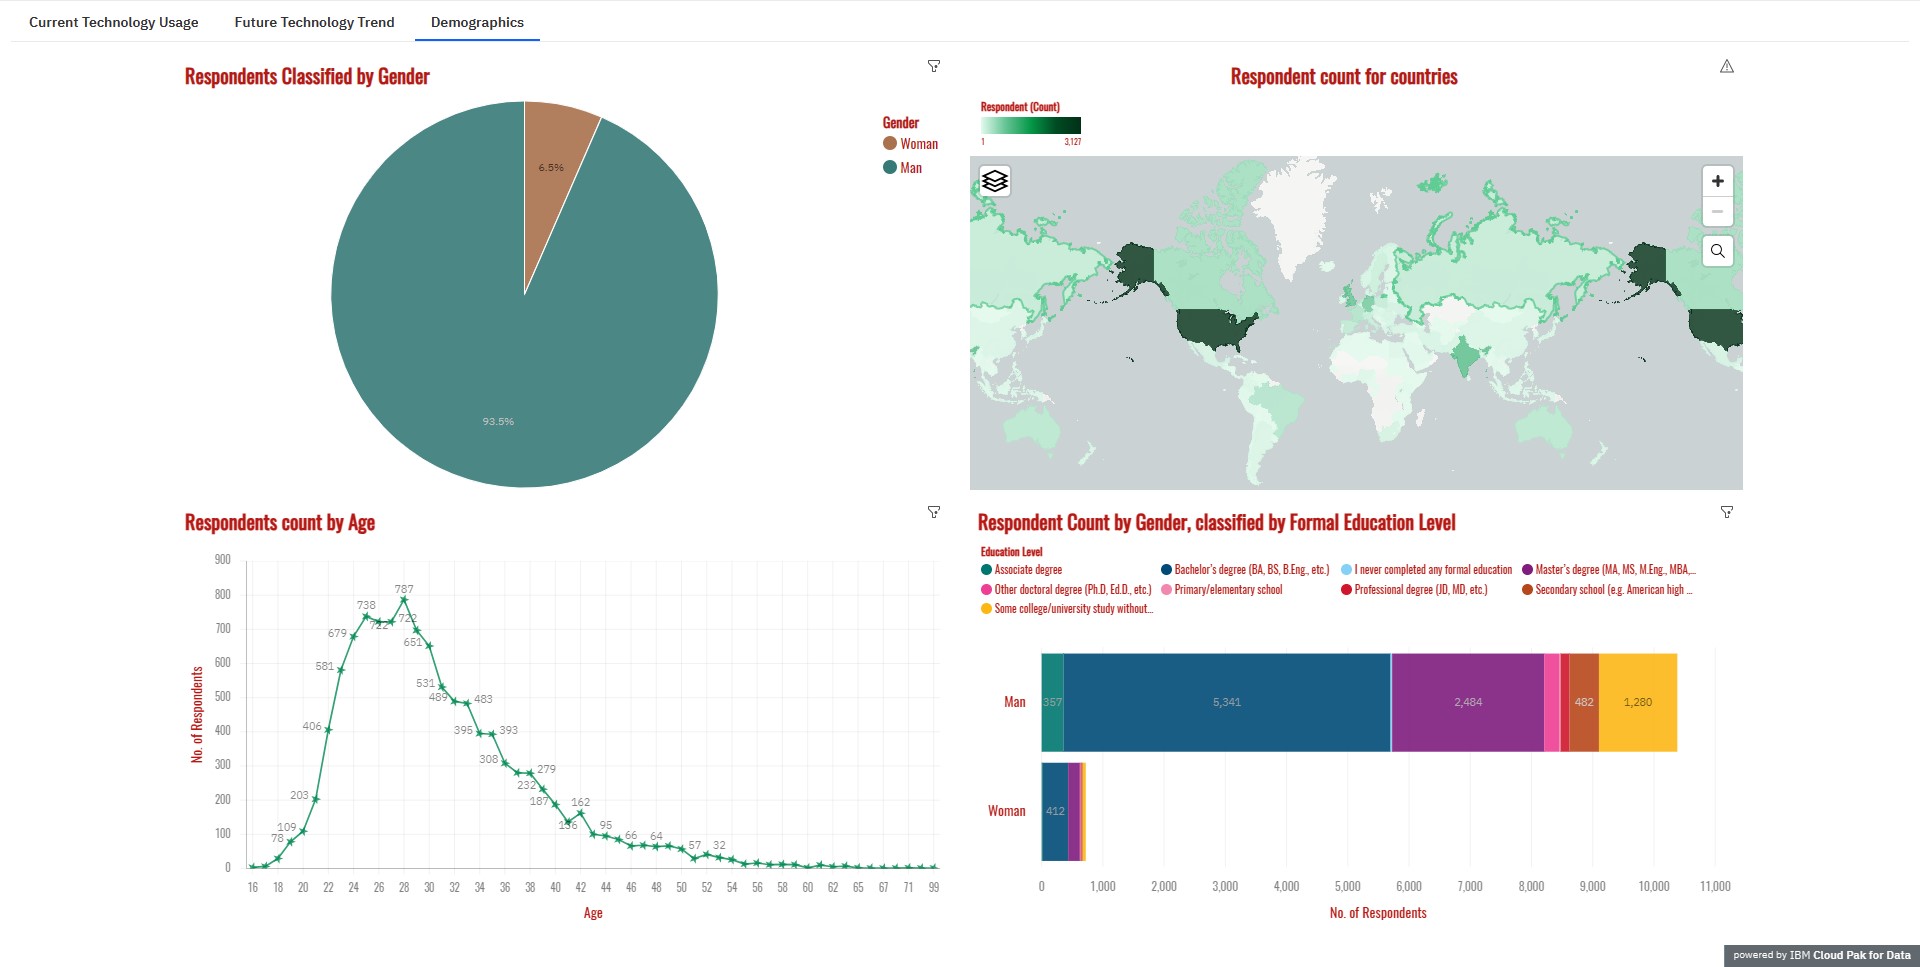 Current Technology Usage
Future Technology Trend
Demographics
Respondents Classified by Gender
6.5%
93.5%
Gender
Woman
Man
Respondent count for countries
Respondent (Count)
1 3,127
Respondents count by Age
No. of Respondents
900
800
700
600
500
400
300
200
100
0
78
109
203
406
581
679
738
722
722
787
651
531
489
483
395
393
308
279
232
187
136
162
95
66
64
57
32
16 18 20 22 24 26 28 30 32 34 36 38 40 42 44 46 48 50 52 54 56 58 60 62 65 67 71 99
Age
Respondent Count by Gender, classified by Formal Education Level
Education Level
Associate degree
Bachelor's degree (BA, BS, B.Eng., etc.)
I never completed any formal education
Master's degree (MA, MS, M.Eng., MBA,...
Other doctoral degree (Ph.D, Ed.D., etc.)
Primary/elementary school
Professional degree (JD, MD, etc.)
Secondary school (e.g. American high ...
Some college/university study without...
Man
357 5,341 2,484 482 1,280
Woman
412
0 1,000 2,000 3,000 4,000 5,000 6,000 7,000 8,000 9,000 10,000 11,000
No. of Respondents
powered by IBM Cloud Pak for Data